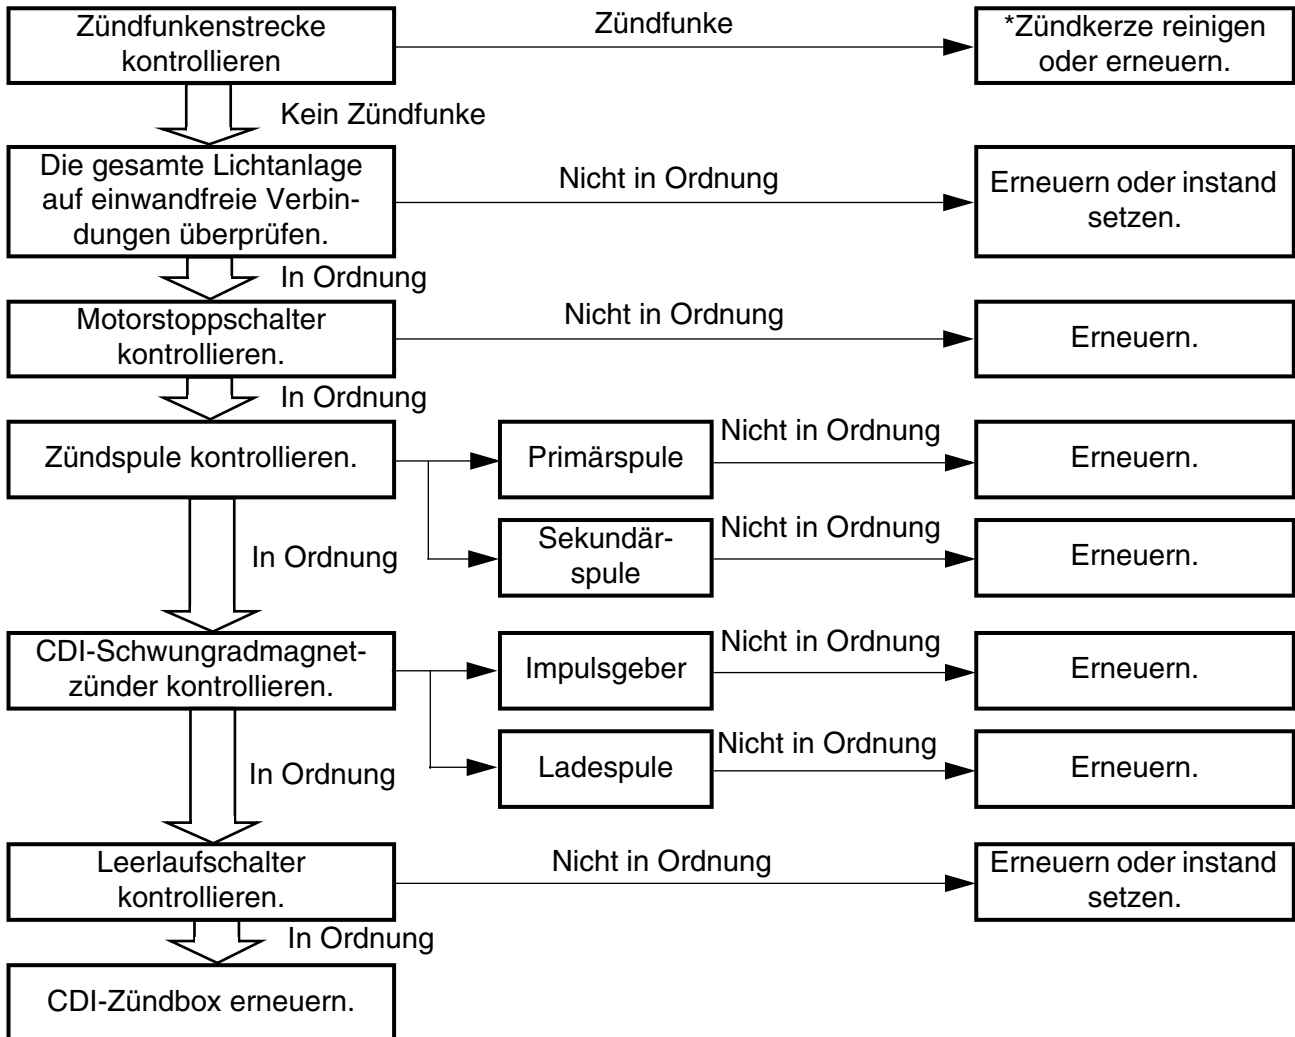 Zündfunkenstrecke
kontrollieren
Zündfunke
*Zündkerze reinigen
oder erneuern.
Kein Zündfunke
Die gesamte Lichtanlage
auf einwandfreie Verbin-
dungen überprüfen.
Nicht in Ordnung
Erneuern oder instand
setzen.
In Ordnung
Motorstoppschalter
kontrollieren.
Nicht in Ordnung
Erneuern.
In Ordnung
Zündspule kontrollieren.
Primärspule
Nicht in Ordnung
Erneuern.
Sekundär-
spule
Nicht in Ordnung
Erneuern.
In Ordnung
CDI-Schwungradmagnet-
zünder kontrollieren.
Impulsgeber
Nicht in Ordnung
Erneuern.
Ladespule
Nicht in Ordnung
Erneuern.
In Ordnung
Leerlaufschalter
kontrollieren.
Nicht in Ordnung
Erneuern oder instand
setzen.
In Ordnung
CDI-Zündbox erneuern.